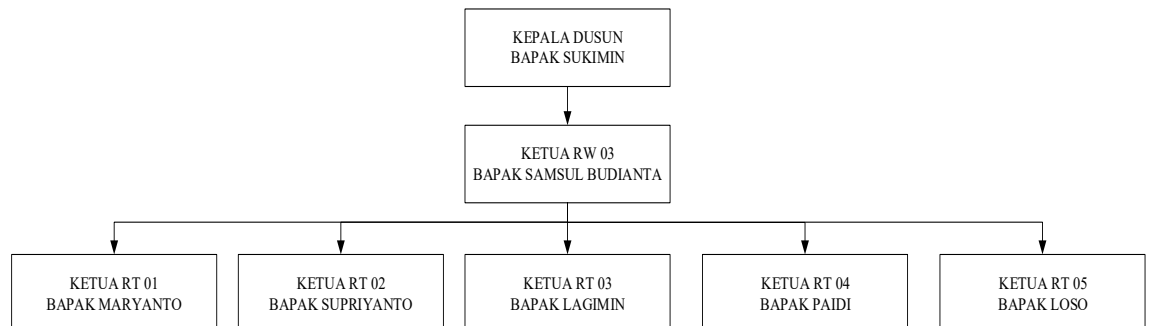 KEPALA DUSUN
BAPAK SUKIMIN
KETUA RW 03
BAPAK SAMSUL BUDIANTA
KETUA RT 01
BAPAK MARYANTO
KETUA RT 02
BAPAK SUPRIYANTO
KETUA RT 03
BAPAK LAGIMIN
KETUA RT 04
BAPAK PAIDI
KETUA RT 05
BAPAK LOSO